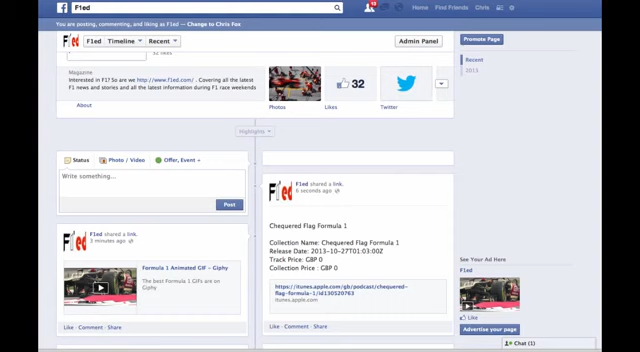 F1ed
Home
Find Friends
Chris
You are posting, commenting, and liking as F1ed — Change to Chris Fox
F1ed
F1ed
Timeline
Recent
Admin Panel
Promote Page
Recent
2013
32 likes
Magazine
Interested in F1? So are we http://www.f1ed.com/ . Covering all the latest
F1 news and stories and all the latest information during F1 race weekends
About
Photos
32
Likes
Twitter
Highlights
Status
Photo / Video
Offer, Event +
Write something...
Post
F1ed
F1ed shared a link.
3 minutes ago
Formula 1 Animated GIF - Giphy
The best Formula 1 GIFs are on
Giphy
Like · Comment · Share
F1ed
F1ed shared a link.
6 seconds ago
Chequered Flag Formula 1
Collection Name: Chequered Flag Formula 1
Release Date: 2013-10-27T01:03:00Z
Track Price: GBP 0
Collection Price : GBP 0
https://itunes.apple.com/gb/podcast/chequered-
flag-formula-1/id130520763
itunes.apple.com
Like · Comment · Share
See Your Ad Here
F1ed
Like
Advertise your page
Chat (1)